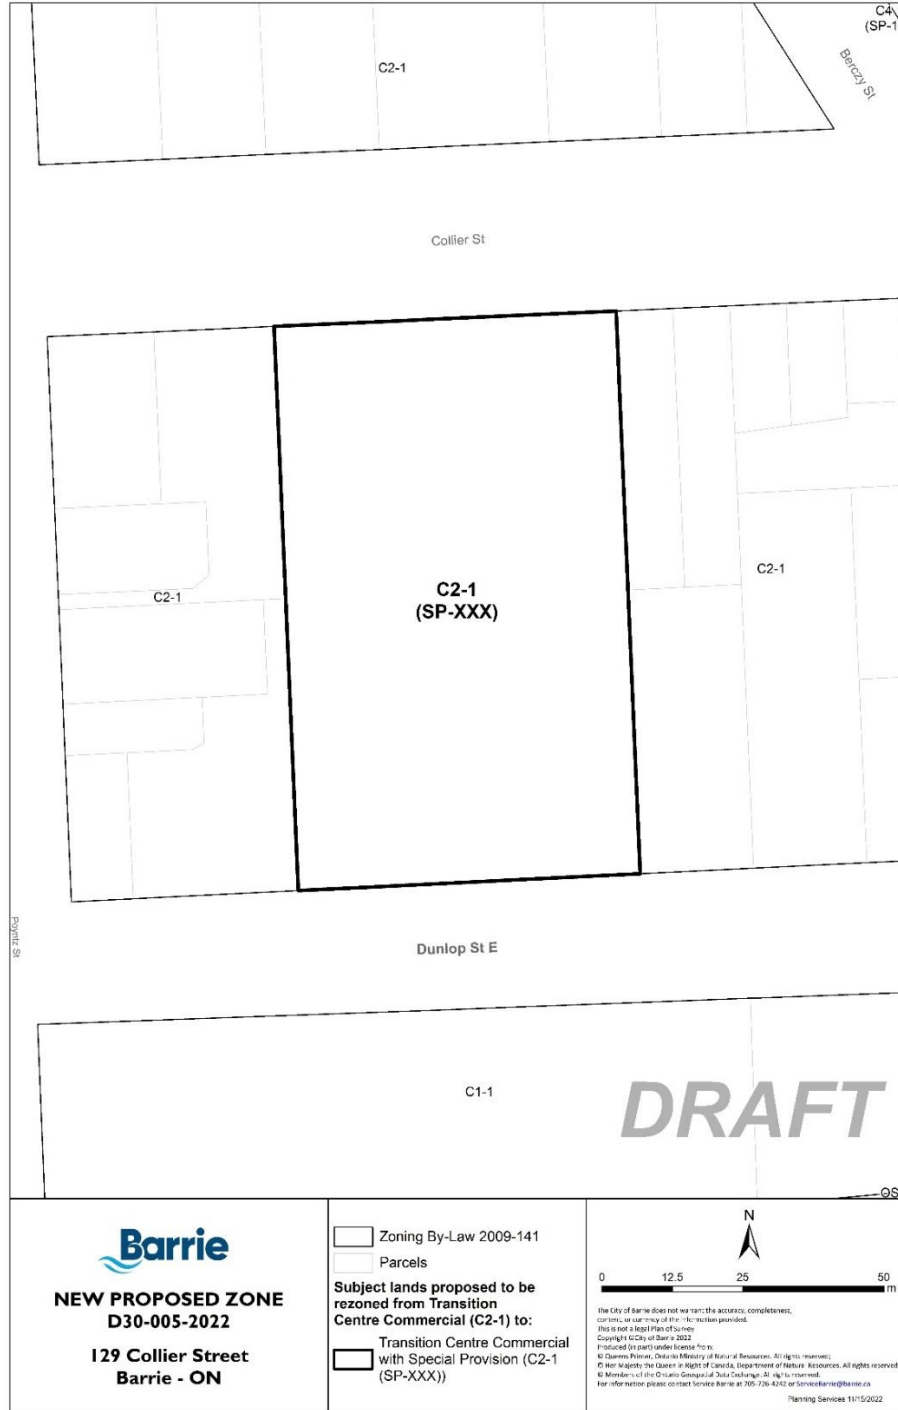 C4
(SP-1
C2-1
Berczy St
Collier St
C2-1
(SP-XXX)
C2-1
C2-1
Poyntz St
Dunlop St E
C1-1
DRAFT
OS
Barrie
NEW PROPOSED ZONE
D30-005-2022
129 Collier Street
Barrie - ON
Zoning By-Law 2009-141
Parcels
Subject lands proposed to be
rezoned from Transition
Centre Commercial (C2-1) to:
Transition Centre Commercial
with Special Provision (C2-1
(SP-XXX))
N
0 12.5 25 50
m
The City of Barrie does not warrant the accuracy, completeness,
content, or currency of the information provided.
This is not a legal Plan of Survey
Copyright ©City of Barrie 2022
Produced (in part) under license from:
© Queens Printer, Ontario Ministry of Natural Resources. All rights reserved;
© Her Majesty the Queen in Right of Canada, Department of Natural Resources. All rights reserved
© Members of the Ontario Geospatial Data Exchange. All rights reserved.
For information please contact Service Barrie at 705-726-4242 or ServiceBarrie@barrie.ca
Planning Services 11/15/2022